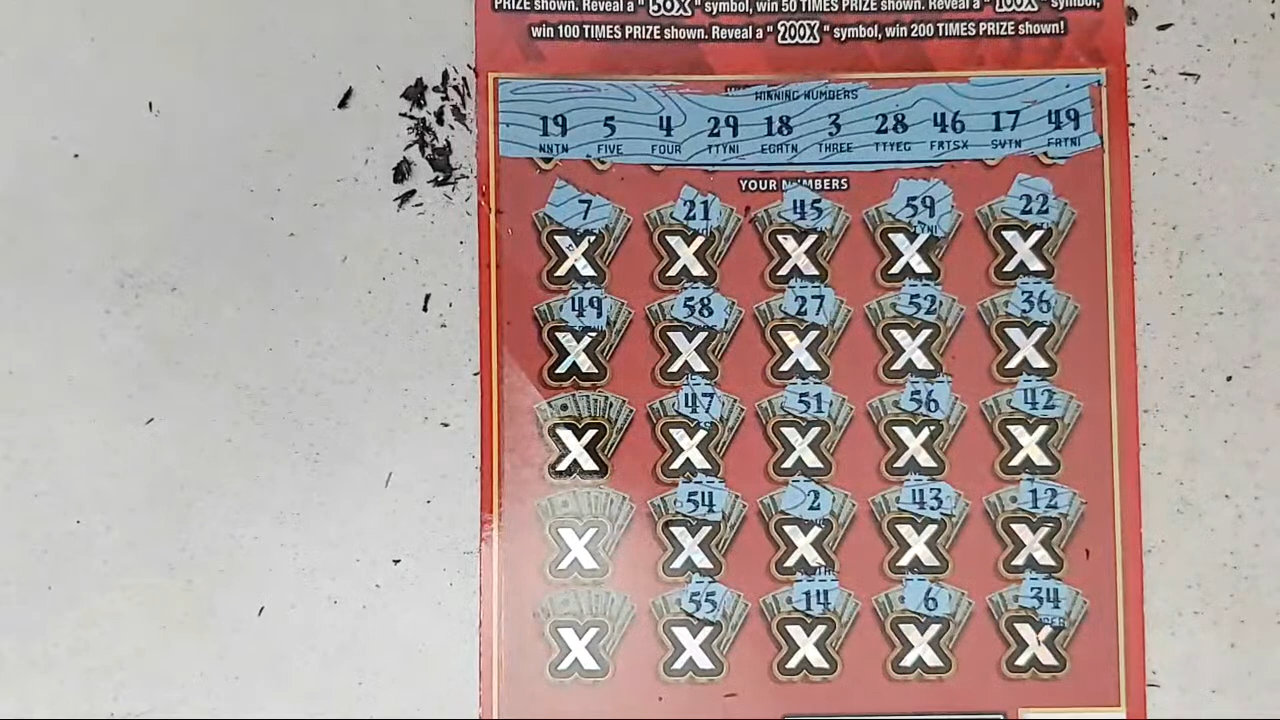 PRIZE shown. Reveal a "50X" symbol, win 50 TIMES PRIZE shown. Reveal a "100X" symbol,
win 100 TIMES PRIZE shown. Reveal a "200X" symbol, win 200 TIMES PRIZE shown!
WINNING NUMBERS
19 5 4 29 18 3 28 46 17 49
NNTN FIVE FOUR TTYNI EGHTN THREE TTYEG FRTSX SVTN FRTNI
YOUR NUMBERS
7 21 45 59 22
X X X X X
49 58 27 52 36
X X X X X
47 51 56 42
X X X X X
54 2 43 12
X X X X X
55 14 6 34
X X X X X